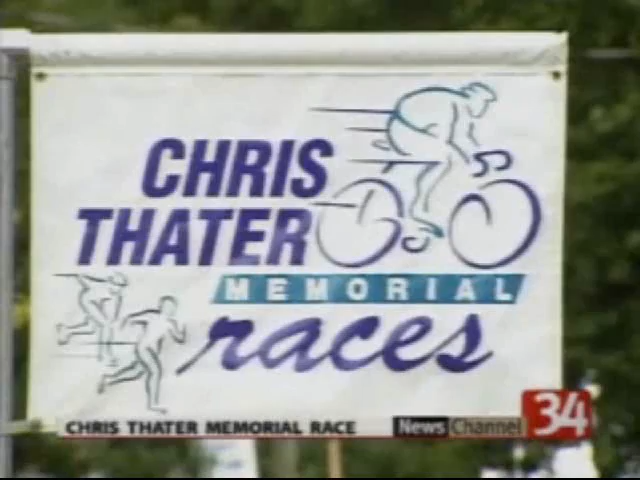 CHRIS
THATER
MEMORIAL
races
CHRIS THATER MEMORIAL RACE
News Channel 34